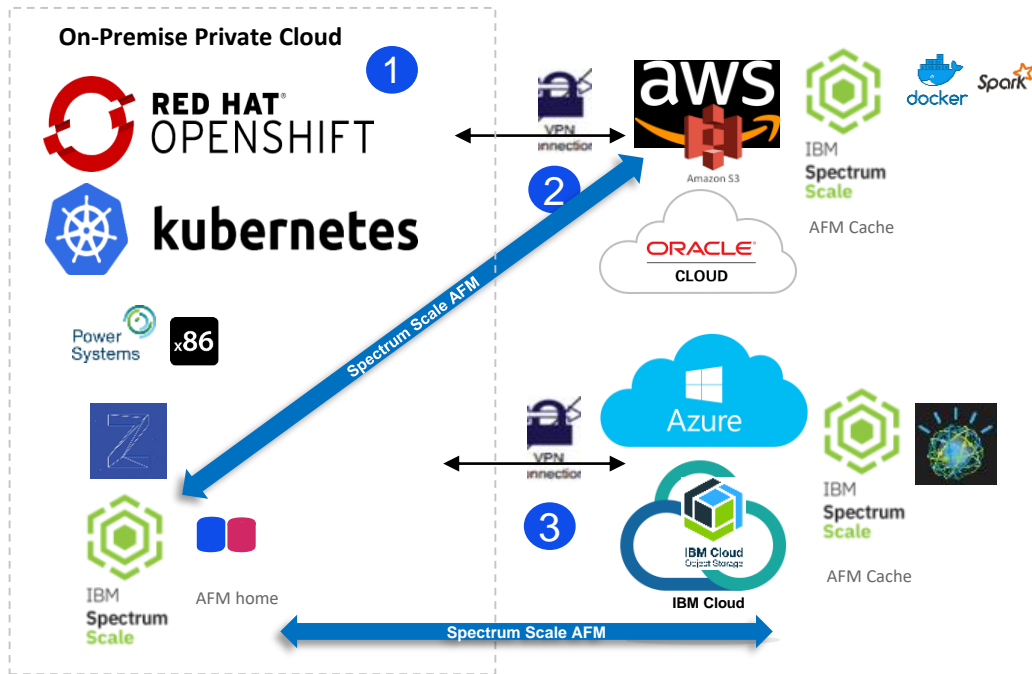 On-Premise Private Cloud
1
RED HAT®
OPENSHIFT
kubernetes
Power
Systems
x86
Z
IBM
Spectrum
Scale
AFM home
Spectrum Scale AFM
Spectrum Scale AFM
VPN
onnection
2
aws
Amazon S3
ORACLE®
CLOUD
IBM
Spectrum
Scale
AFM Cache
docker
Spark
VPN
onnection
3
Azure
IBM Cloud
Object Storage
IBM Cloud
IBM
Spectrum
Scale
AFM Cache